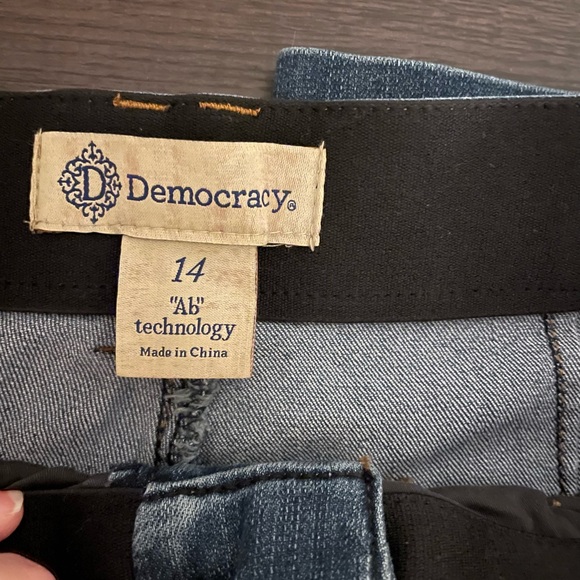 D Democracy®
14
"Ab"
technology
Made in China